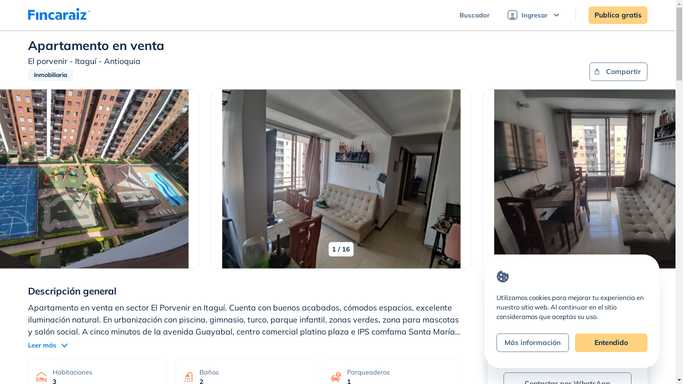 Fincaraiz
Buscador
Ingresar
Publica gratis
Apartamento en venta
El porvenir - Itaguí - Antioquia
Inmobiliaria
Compartir
1 / 16
Descripción general
Apartamento en venta en sector El Porvenir en Itaguí. Cuenta con buenos acabados, cómodos espacios, excelente
iluminación natural. En urbanización con piscina, gimnasio, turco, parque infantil, zonas verdes, zona para mascotas
y salón social. A cinco minutos de la avenida Guayabal, centro comercial platino plaza e IPS comfama Santa María...
Leer más
Habitaciones
3
Baños
2
Parqueaderos
1
Utilizamos cookies para mejorar tu experiencia en
nuestro sitio web. Al continuar en el sitio
consideramos que aceptas su uso.
Más información
Entendido
Contactar por WhatsApp